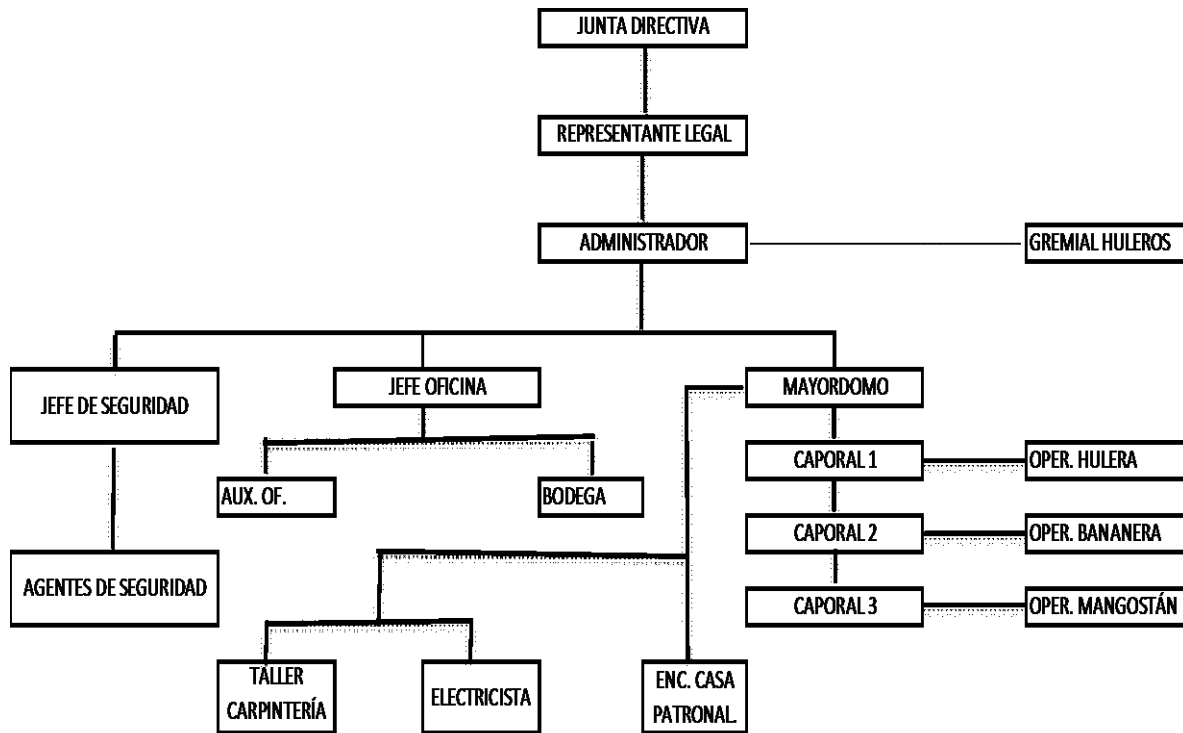 JUNTA DIRECTIVA
REPRESENTANTE LEGAL
ADMINISTRADOR
GREMIAL HULEROS
JEFE DE SEGURIDAD
JEFE OFICINA
MAYORDOMO
CAPORAL 1
OPER. HULERA
AUX. OF.
BODEGA
CAPORAL 2
OPER. BANANERA
AGENTES DE SEGURIDAD
CAPORAL 3
OPER. MANGOSTÁN
TALLER
CARPINTERÍA
ELECTRICISTA
ENC. CASA
PATRONAL.